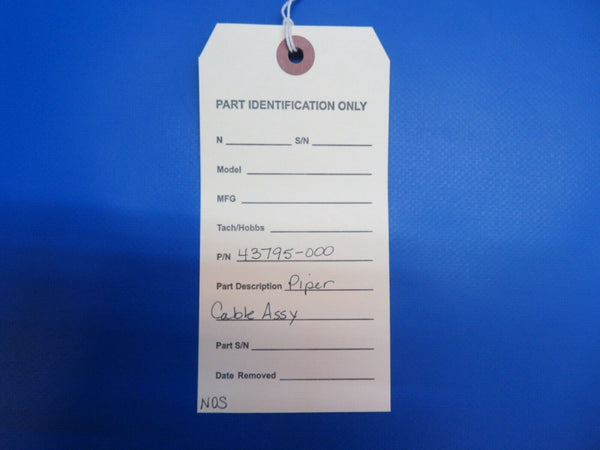 PART IDENTIFICATION ONLY
N S/N
Model
MFG
Tach/Hobbs
P/N 43795-000
Part Description Piper
Cable Assy
Part S/N
Date Removed
NOS